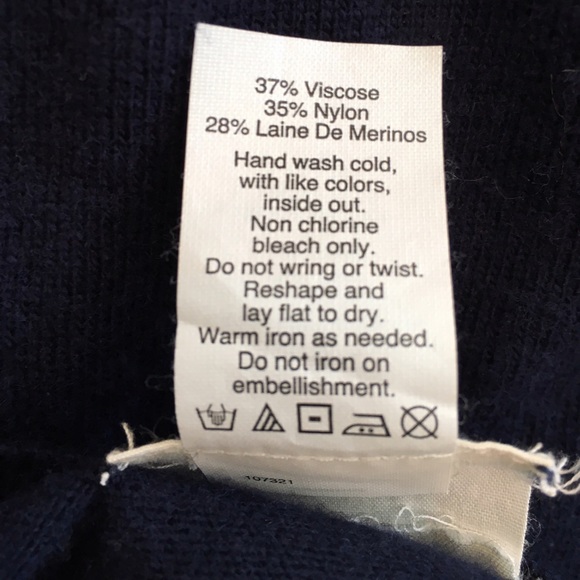 37% Viscose
35% Nylon
28% Laine De Merinos
Hand wash cold,
with like colors,
inside out.
Non chlorine
bleach only.
Do not wring or twist.
Reshape and
lay flat to dry.
Warm iron as needed.
Do not iron on
embellishment.
107321